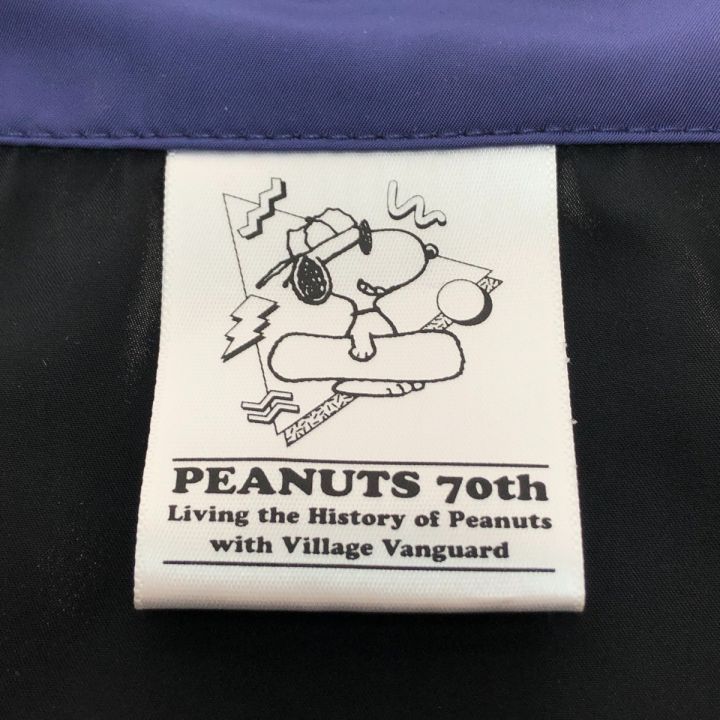 PEANUTS 70th
Living the History of Peanuts
with Village Vanguard